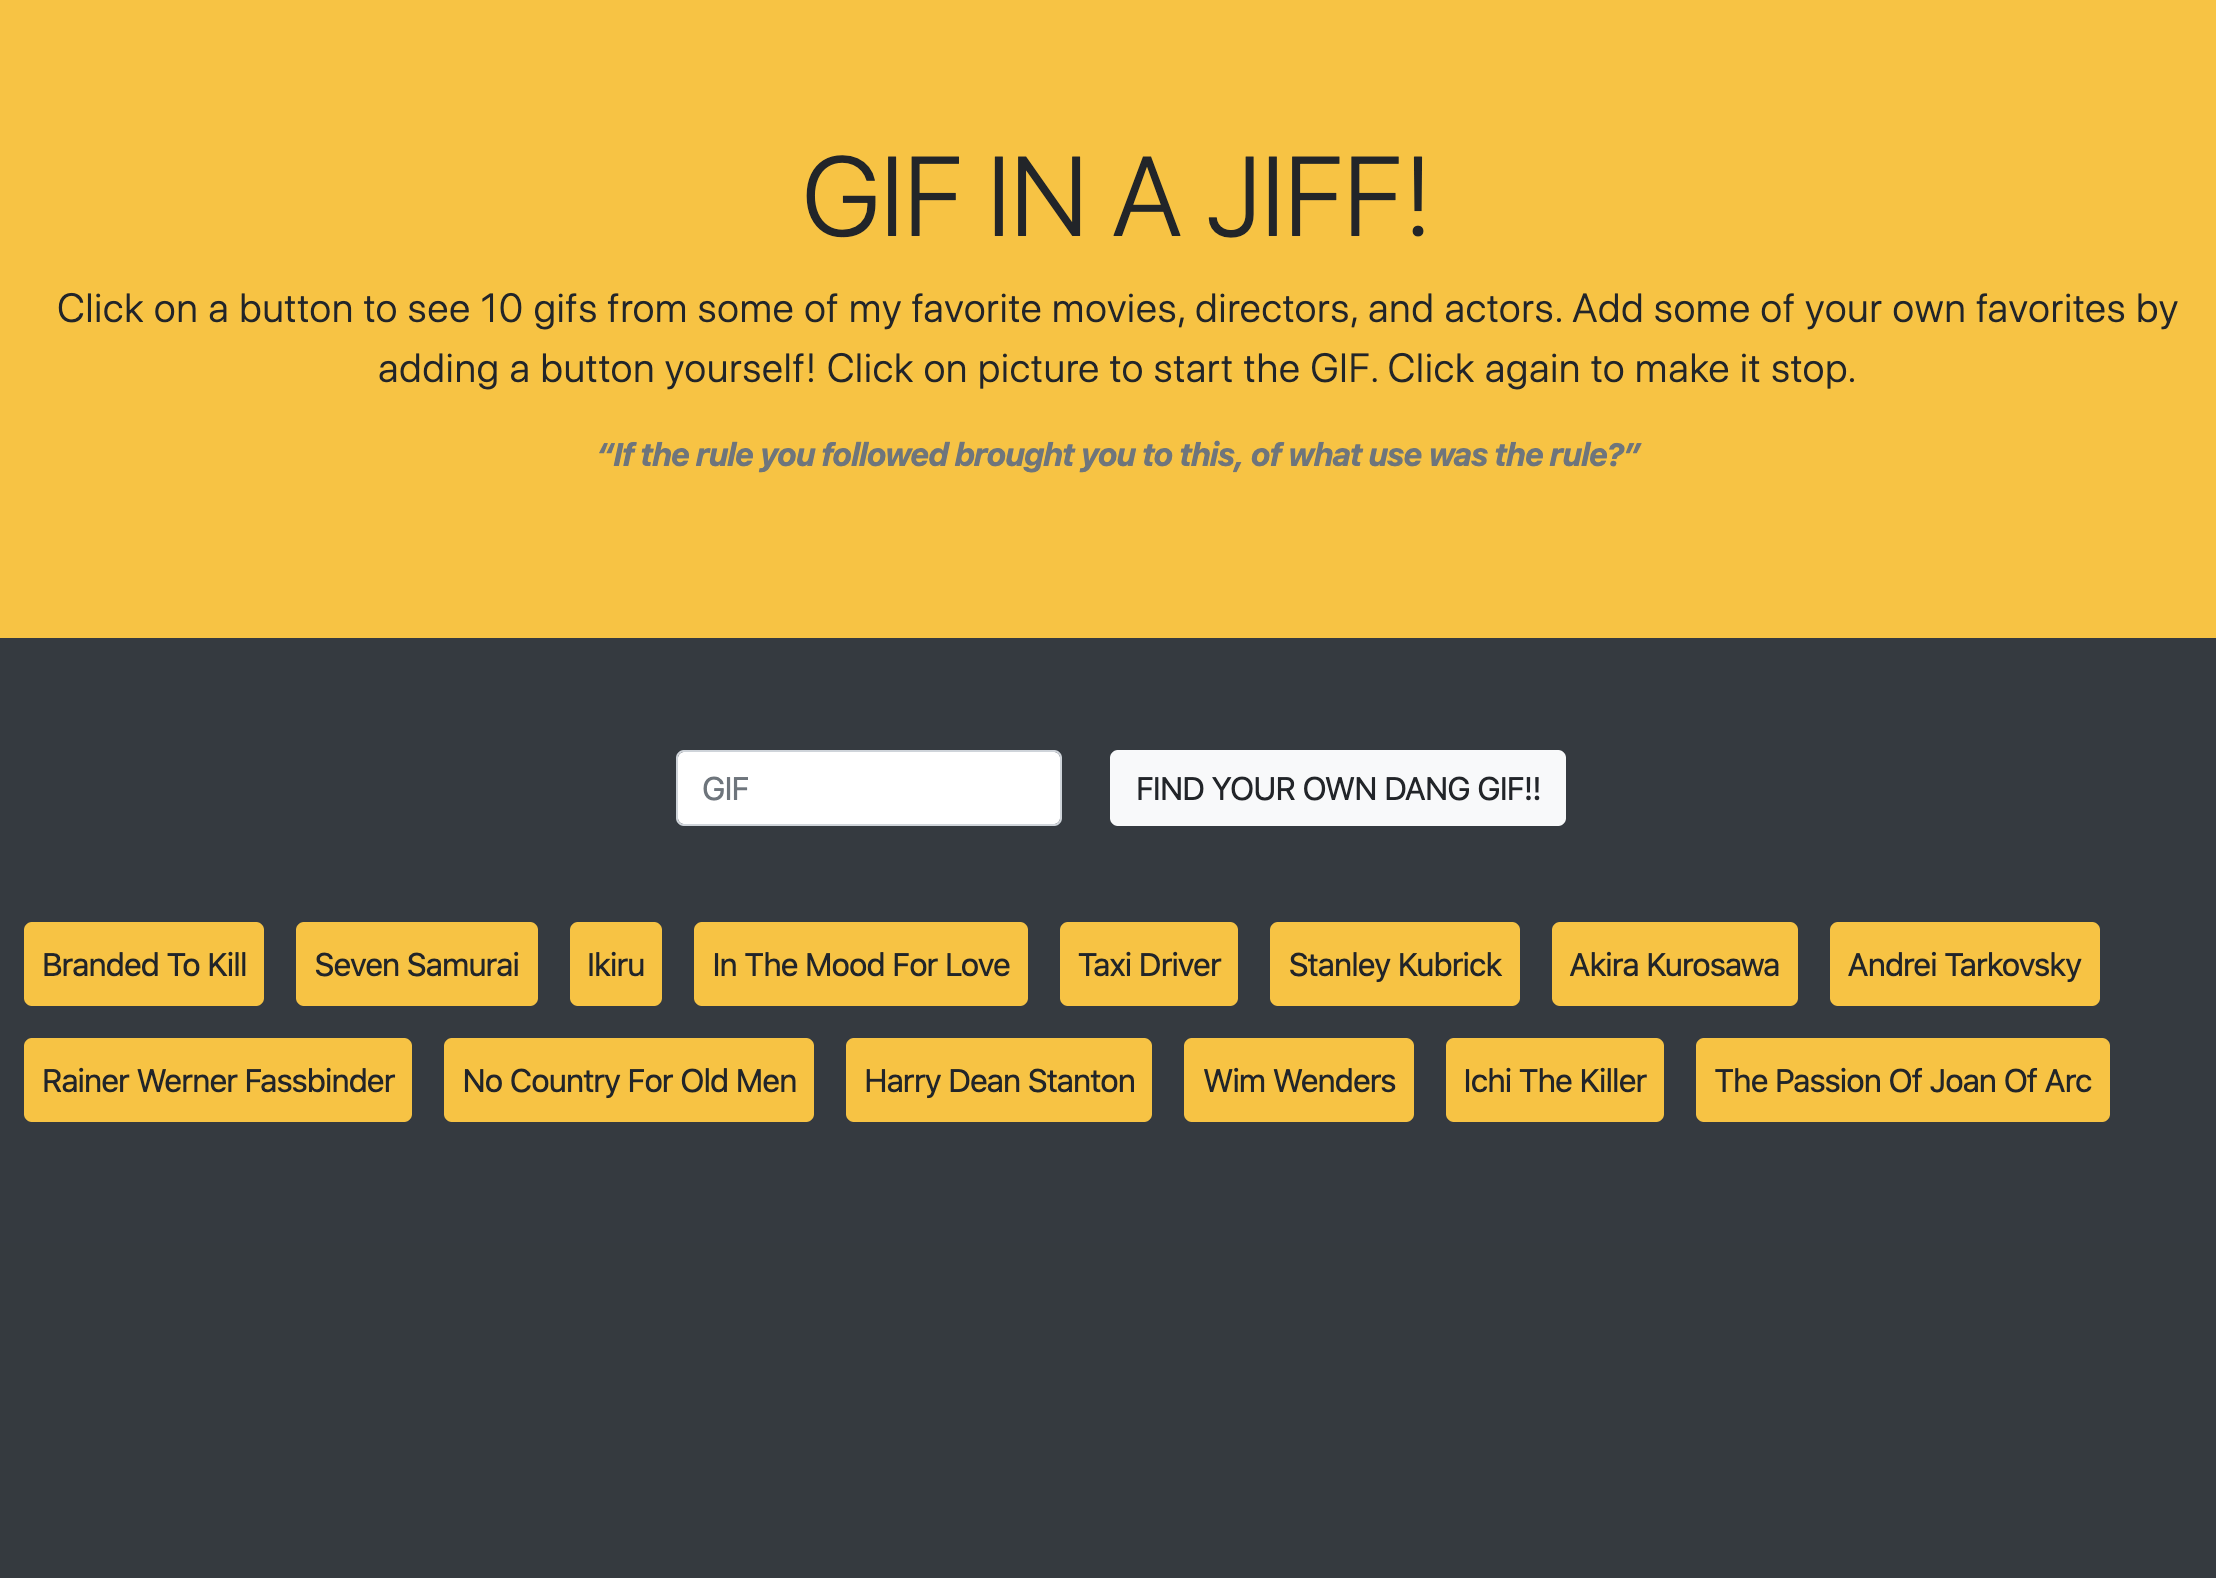 GIF IN A JIFF!
Click on a button to see 10 gifs from some of my favorite movies, directors, and actors. Add some of your own favorites by
adding a button yourself! Click on picture to start the GIF. Click again to make it stop.
“If the rule you followed brought you to this, of what use was the rule?”
GIF
FIND YOUR OWN DANG GIF!!
Branded To Kill
Seven Samurai
Ikiru
In The Mood For Love
Taxi Driver
Stanley Kubrick
Akira Kurosawa
Andrei Tarkovsky
Rainer Werner Fassbinder
No Country For Old Men
Harry Dean Stanton
Wim Wenders
Ichi The Killer
The Passion Of Joan Of Arc